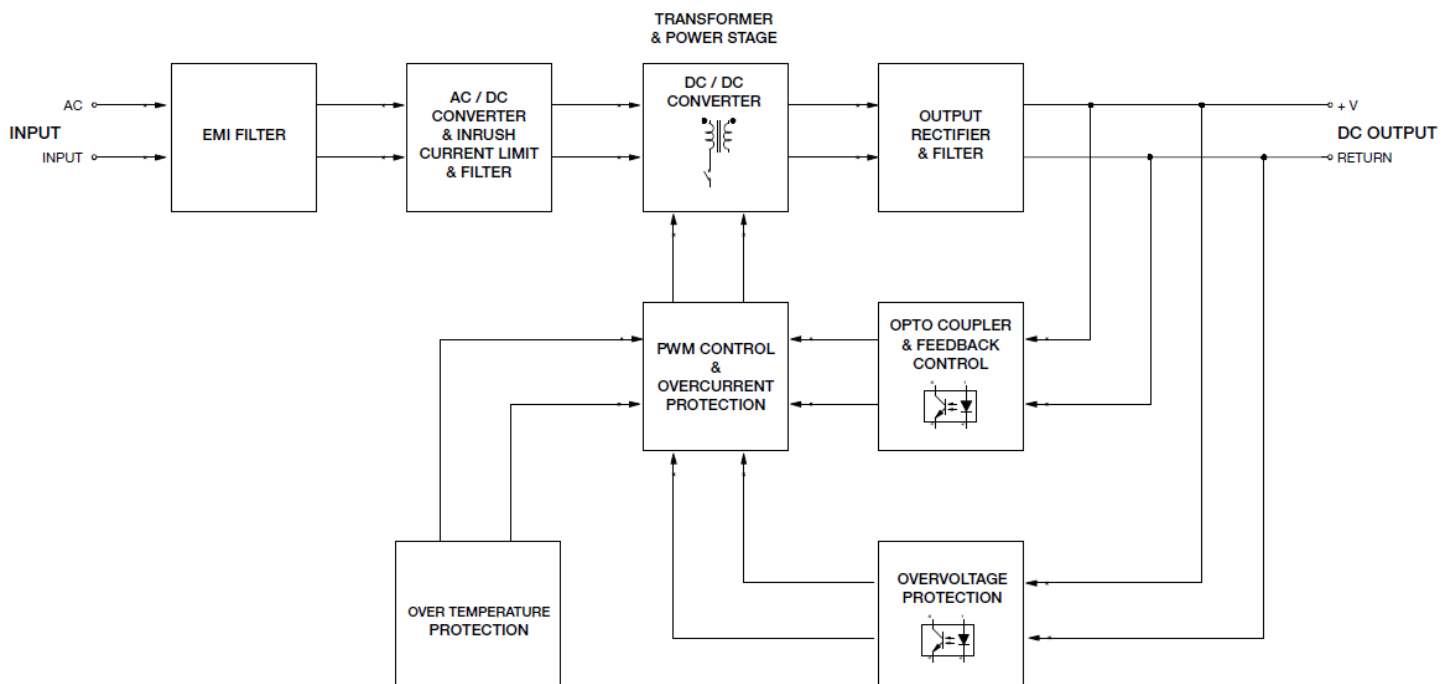 TRANSFORMER
& POWER STAGE
AC
INPUT
INPUT
EMI FILTER
AC / DC
CONVERTER
& INRUSH
CURRENT LIMIT
& FILTER
DC / DC
CONVERTER
OUTPUT
RECTIFIER
& FILTER
+ V
DC OUTPUT
RETURN
PWM CONTROL
&
OVERCURRENT
PROTECTION
OPTO COUPLER
& FEEDBACK
CONTROL
OVER TEMPERATURE
PROTECTION
OVERVOLTAGE
PROTECTION